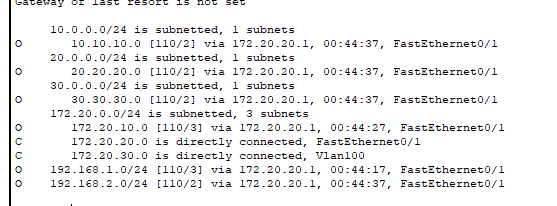 Gateway of last resort is not set
10.0.0.0/24 is subnetted, 1 subnets
O 10.10.10.0 [110/2] via 172.20.20.1, 00:44:37, FastEthernet0/1
20.0.0.0/24 is subnetted, 1 subnets
O 20.20.20.0 [110/2] via 172.20.20.1, 00:44:37, FastEthernet0/1
30.0.0.0/24 is subnetted, 1 subnets
O 30.30.30.0 [110/2] via 172.20.20.1, 00:44:37, FastEthernet0/1
172.20.0.0/24 is subnetted, 3 subnets
O 172.20.10.0 [110/3] via 172.20.20.1, 00:44:27, FastEthernet0/1
C 172.20.20.0 is directly connected, FastEthernet0/1
C 172.20.30.0 is directly connected, Vlan100
O 192.168.1.0/24 [110/3] via 172.20.20.1, 00:44:17, FastEthernet0/1
O 192.168.2.0/24 [110/2] via 172.20.20.1, 00:44:37, FastEthernet0/1